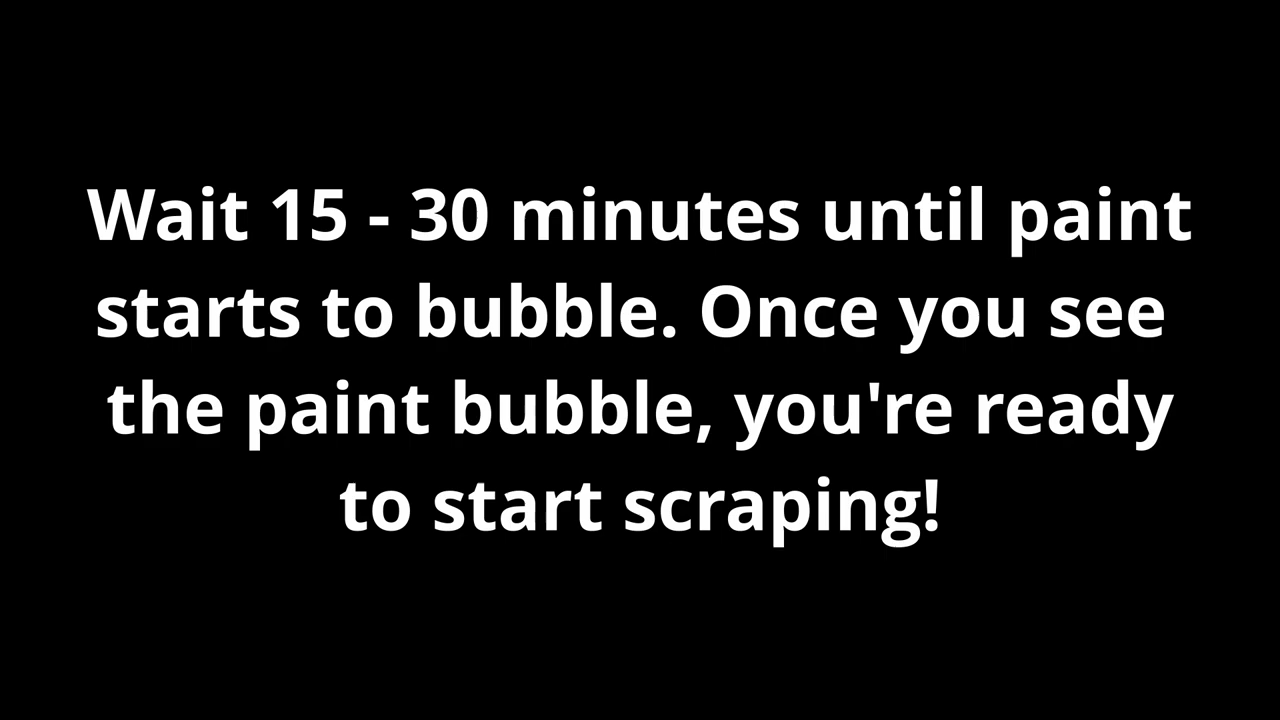 Wait 15 - 30 minutes until paint
starts to bubble. Once you see
the paint bubble, you're ready
to start scraping!